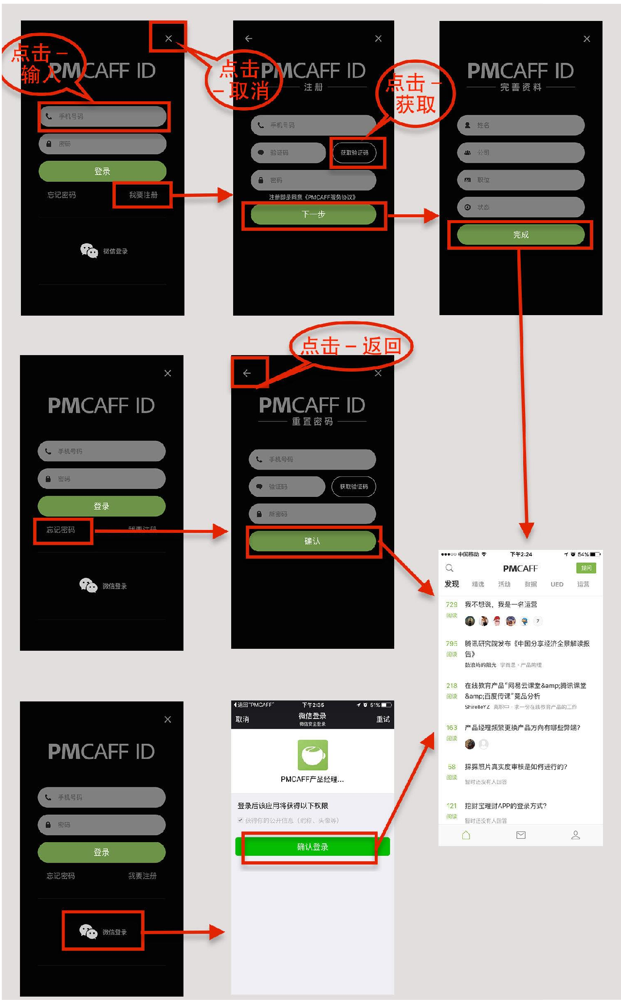 点击－
输入
PMCAFF ID
手机号码
密码
登录
忘记密码
我要注册
微信登录
点击
－取消
PMCAFF ID
注册
手机号码
验证码
获取验证码
密码
注册即是同意《PMCAFF服务协议》
下一步
点击－
获取
PMCAFF ID
完善资料
姓名
公司
职位
状态
完成
PMCAFF ID
手机号码
密码
登录
忘记密码
我要注册
微信登录
点击－返回
PMCAFF ID
重置密码
手机号码
验证码
获取验证码
新密码
确认
PMCAFF ID
手机号码
密码
登录
忘记密码
我要注册
微信登录
返回"PMCAFF"
下午2:35
51%
取消
微信登录
重试
微信安全登录
PMCAFF产品经理...
登录后该应用将获得以下权限
获得你的公开信息（昵称、头像等）
确认登录
中国移动
下午2:24
54%
PMCAFF
提问
发现 精选 活动 数据 UED 运营
729
阅读
我不想说，我是一名运营
7
795
阅读
腾讯研究院发布《中国分享经济全景解读报
告》
鼓浪屿的阳光 学而思 · 产品助理
218
阅读
在线教育产品“网易云课堂&amp;腾讯课堂
&amp;百度传课”竞品分析
ShirelleYZ 离职中 · 求一份在线教育产品的工作
163
阅读
产品经理频繁更换产品方向有哪些弊端?
58
阅读
探探照片真实度审核是如何进行的?
暂时还没有人回答
121
阅读
挖财宝理财APP的登录方式?
暂时还没有人回答